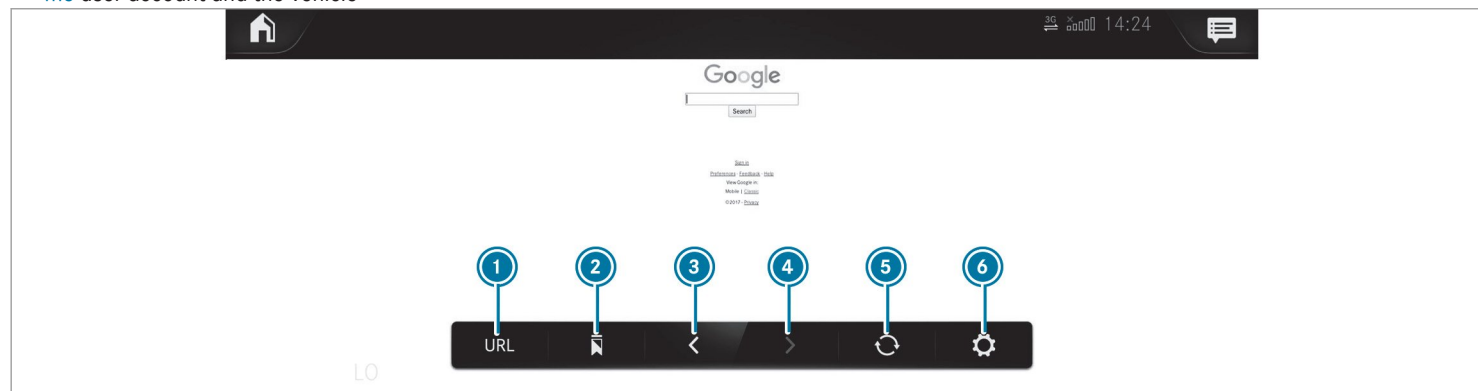 me user account and the vehicle
3G 14:24
Google
Search
Sign in
Preferences - Feedback - Help
View Google in:
Mobile | Classic
©2017 - Privacy
1 2 3 4 5 6
URL
LO